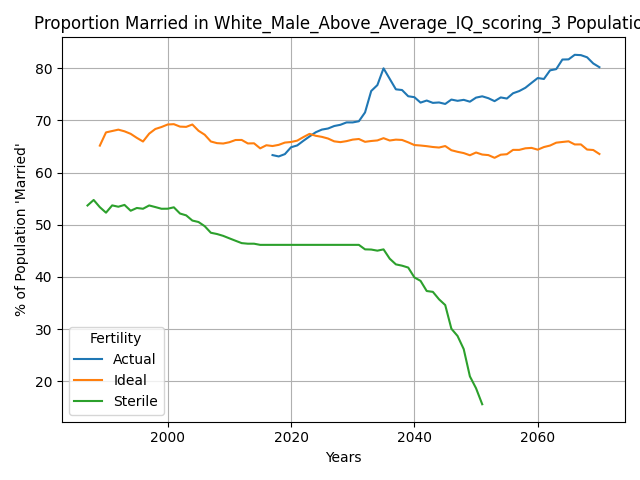 Proportion Married in White_Male_Above_Average_IQ_scoring_3 Populatio
% of Population 'Married'
80
70
60
50
40
30
20
Fertility
Actual
Ideal
Sterile
2000 2020 2040 2060
Years